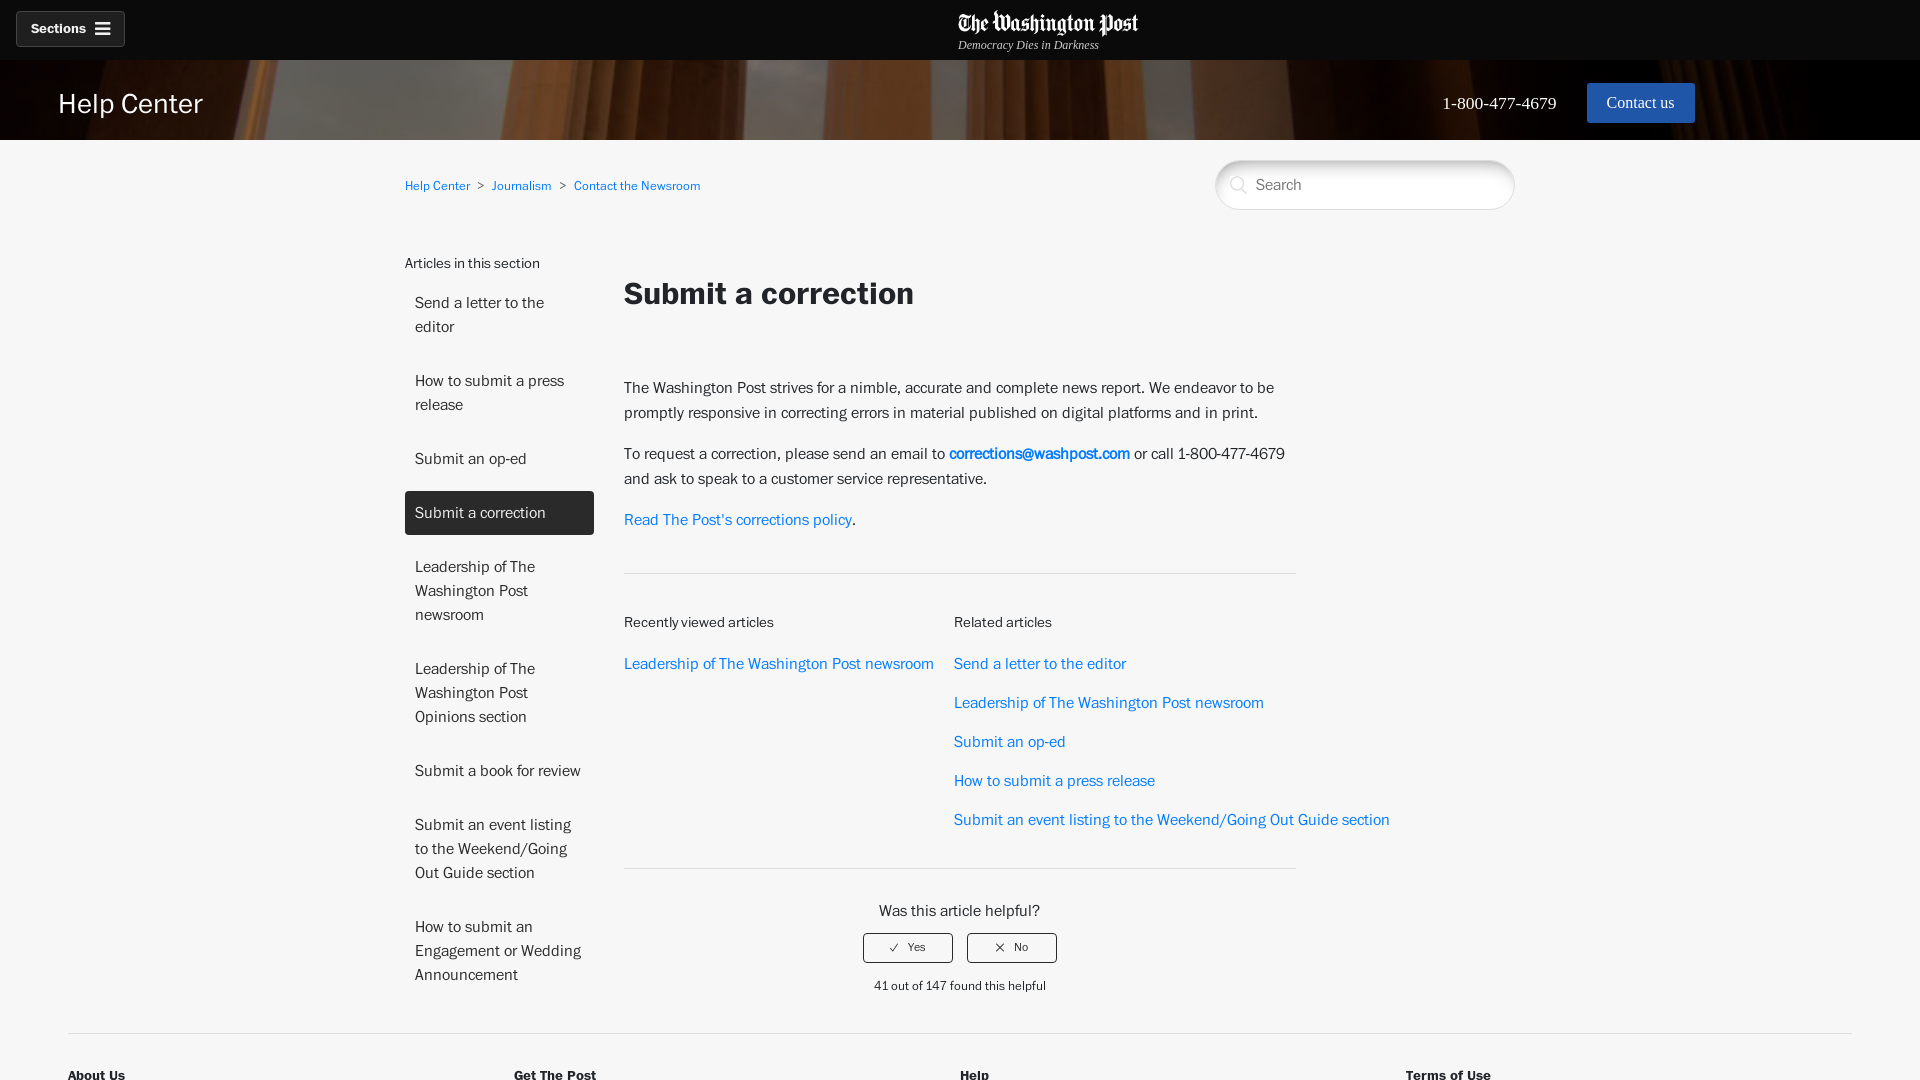 Sections
The Washington Post
Democracy Dies in Darkness
Help Center
1-800-477-4679
Contact us
Help Center > Journalism > Contact the Newsroom
Search
Articles in this section
Send a letter to the
editor
How to submit a press
release
Submit an op-ed
Submit a correction
Leadership of The
Washington Post
newsroom
Leadership of The
Washington Post
Opinions section
Submit a book for review
Submit an event listing
to the Weekend/Going
Out Guide section
How to submit an
Engagement or Wedding
Announcement
Submit a correction
The Washington Post strives for a nimble, accurate and complete news report. We endeavor to be
promptly responsive in correcting errors in material published on digital platforms and in print.
To request a correction, please send an email to corrections@washpost.com or call 1-800-477-4679
and ask to speak to a customer service representative.
Read The Post's corrections policy.
Recently viewed articles
Leadership of The Washington Post newsroom
Related articles
Send a letter to the editor
Leadership of The Washington Post newsroom
Submit an op-ed
How to submit a press release
Submit an event listing to the Weekend/Going Out Guide section
Was this article helpful?
Yes
No
41 out of 147 found this helpful
About Us
Get The Post
Help
Terms of Use